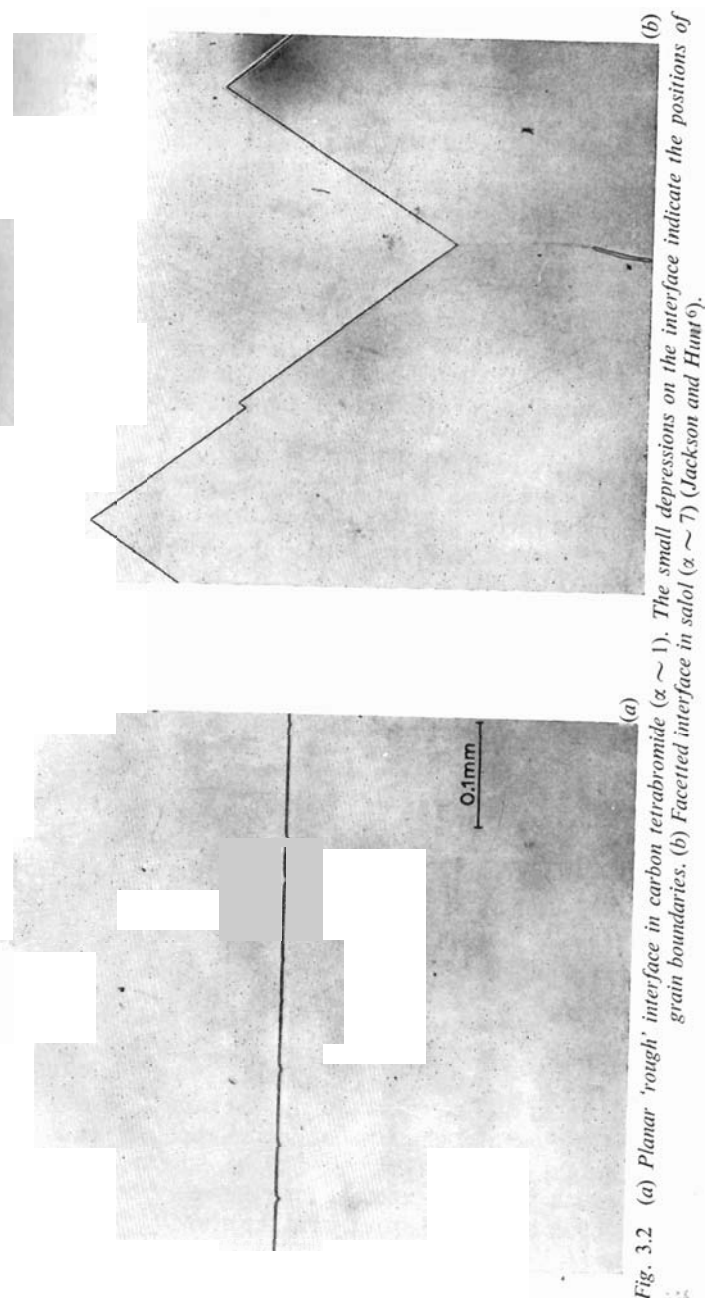 0.1mm
(a)
(b)
Fig. 3.2 (a) Planar 'rough' interface in carbon tetrabromide (α ∼ 1). The small depressions on the interface indicate the positions of
grain boundaries. (b) Facetted interface in salol (α ∼ 7) (Jackson and Hunt⁶).